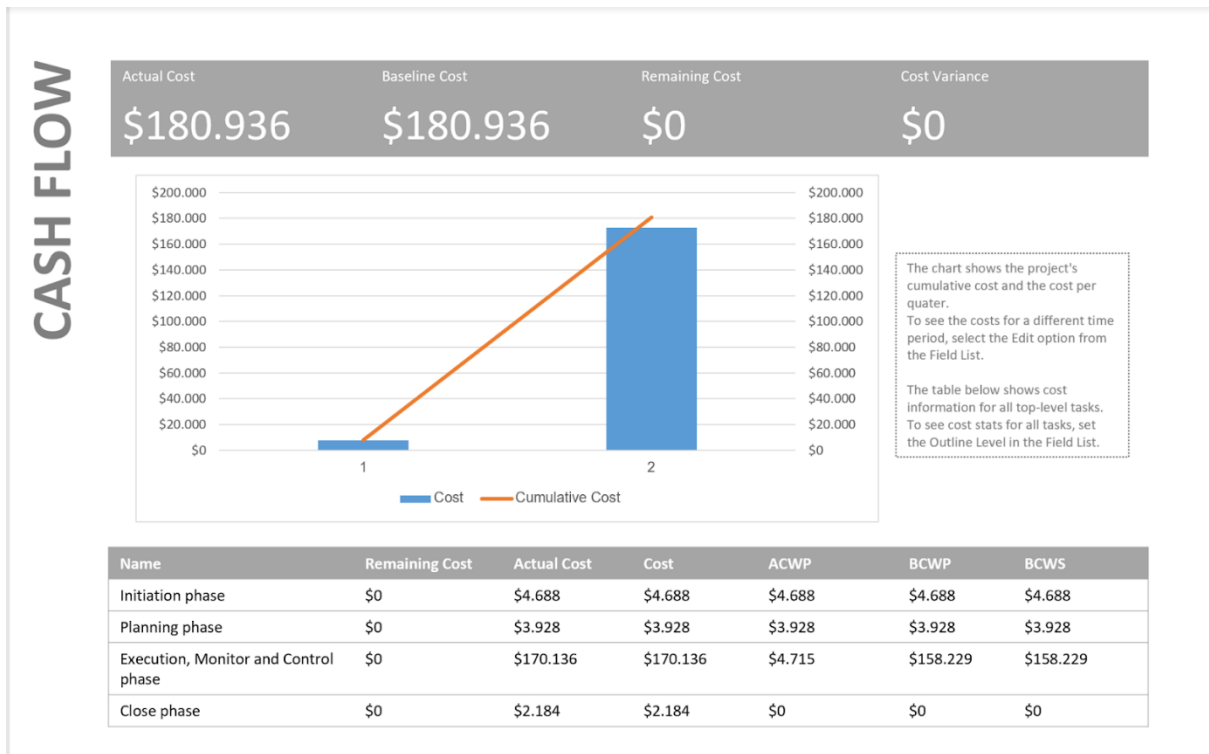 CASH FLOW
Actual Cost Baseline Cost Remaining Cost Cost Variance
$180.936 $180.936 $0 $0
$200.000 $200.000
$180.000 $180.000
$160.000 $160.000
$140.000 $140.000
$120.000 $120.000
$100.000 $100.000
$80.000 $80.000
$60.000 $60.000
$40.000 $40.000
$20.000 $20.000
$0 $0
1 2
Cost Cumulative Cost
The chart shows the project's
cumulative cost and the cost per
quater.
To see the costs for a different time
period, select the Edit option from
the Field List.
The table below shows cost
information for all top-level tasks.
To see cost stats for all tasks, set
the Outline Level in the Field List.
Name Remaining Cost Actual Cost Cost ACWP BCWP BCWS
Initiation phase $0 $4.688 $4.688 $4.688 $4.688 $4.688
Planning phase $0 $3.928 $3.928 $3.928 $3.928 $3.928
Execution, Monitor and Control $0 $170.136 $170.136 $4.715 $158.229 $158.229
phase
Close phase $0 $2.184 $2.184 $0 $0 $0